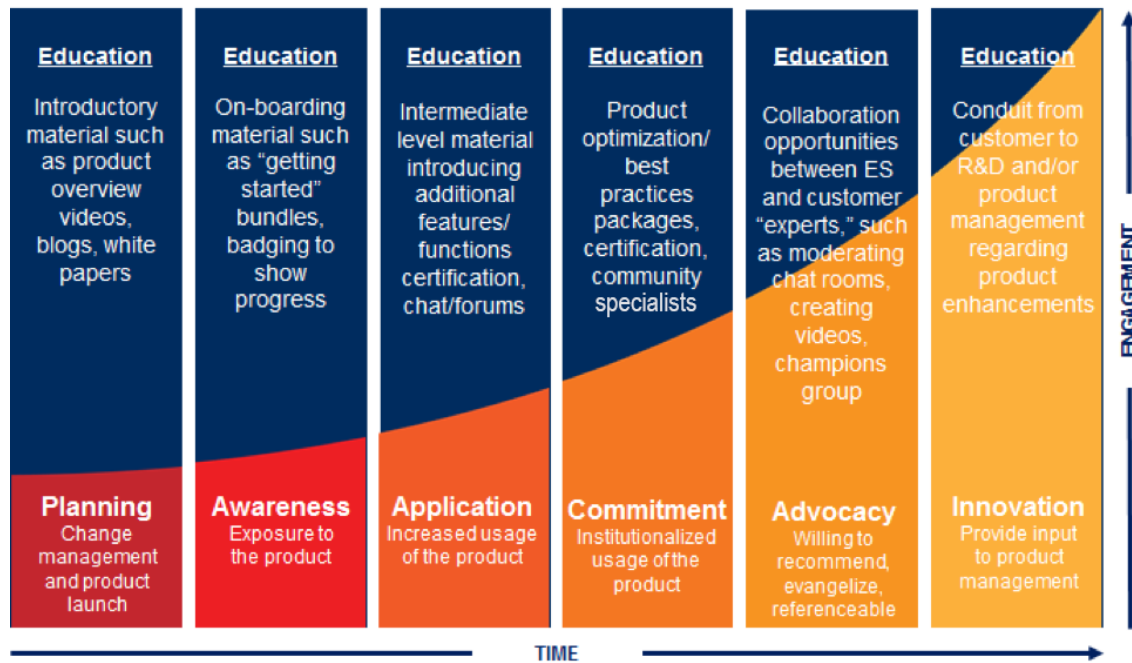 Education
Introductory
material such
as product
overview
videos,
blogs, white
papers
Planning
Change
management
and product
launch
Education
On-boarding
material such
as “getting
started”
bundles,
badging to
show
progress
Awareness
Exposure to
the product
Education
Intermediate
level material
introducing
additional
features/
functions
certification,
chat/forums
Application
Increased usage
of the product
Education
Product
optimization/
best
practices
packages,
certification,
community
specialists
Commitment
Institutionalized
usage of the
product
Education
Collaboration
opportunities
between ES
and customer
“experts,” such
as moderating
chat rooms,
creating
videos,
champions
group
Advocacy
Willing to
recommend,
evangelize,
referenceable
Education
Conduit from
customer to
R&D and/or
product
management
regarding
product
enhancements
Innovation
Provide input
to product
management
ENGAGEMENT
TIME